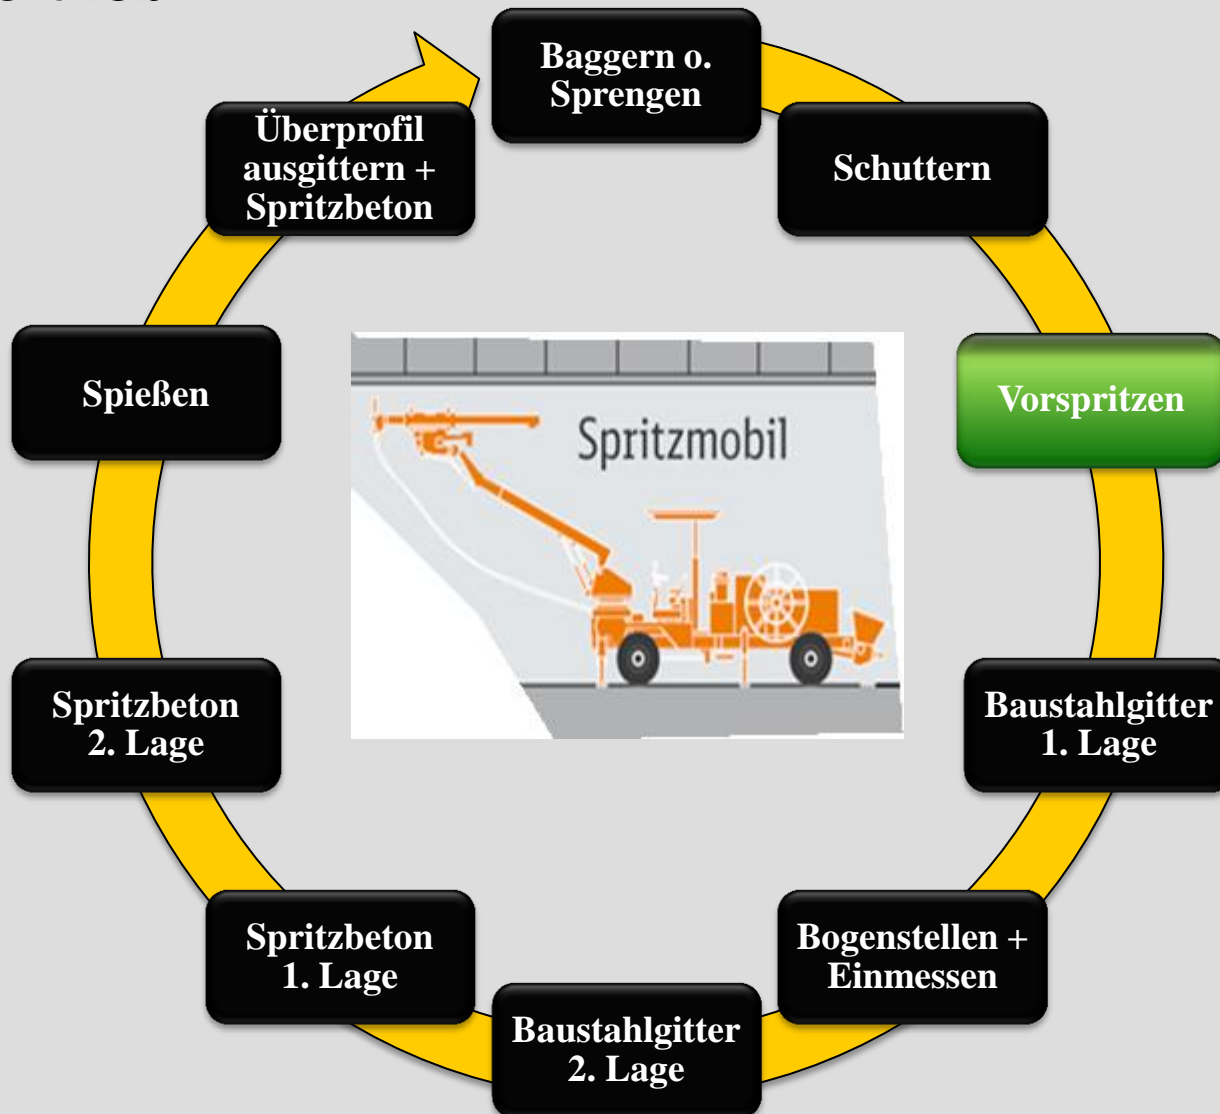 Baggern o.
Sprengen
Schuttern
Vorspritzen
Baustahlgitter
1. Lage
Bogenstellen +
Einmessen
Baustahlgitter
2. Lage
Spritzbeton
1. Lage
Spritzbeton
2. Lage
Spießen
Überprofil
ausgittern +
Spritzbeton
Spritzmobil